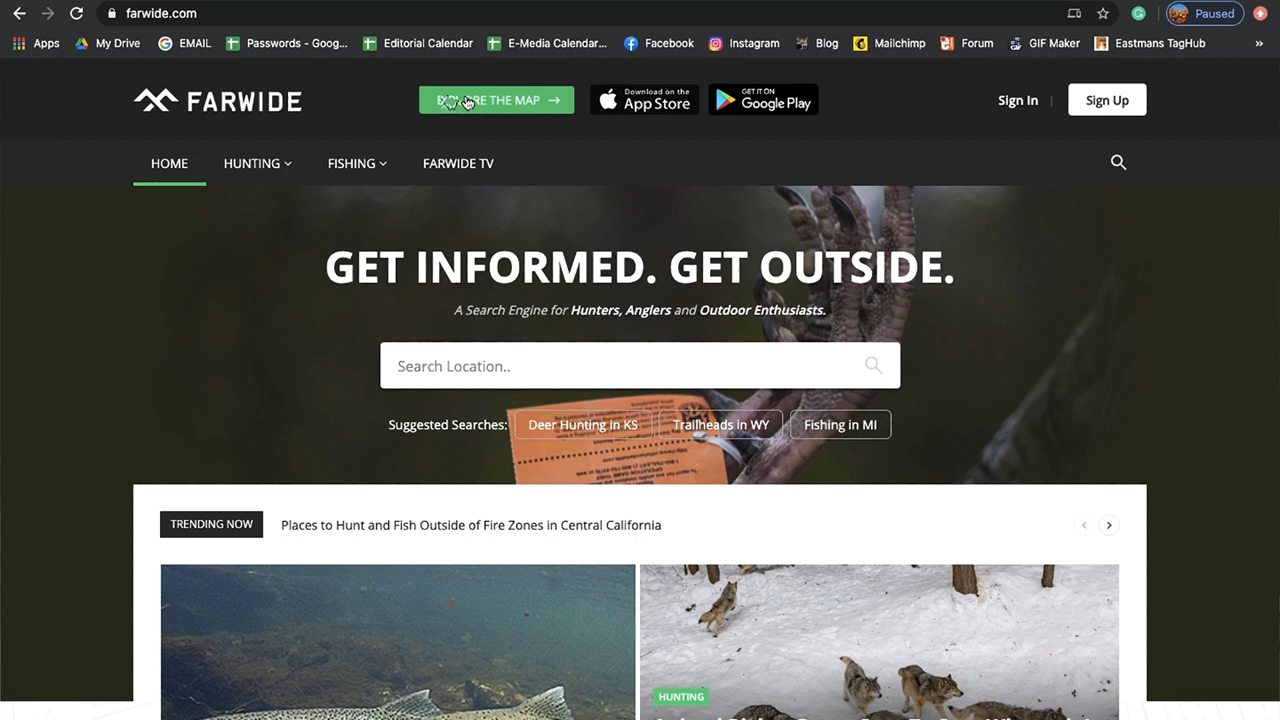 farwide.com
Paused
Apps My Drive EMAIL Passwords - Goog... Editorial Calendar E-Media Calendar... Facebook Instagram Blog Mailchimp Forum GIF Maker Eastmans TagHub »
FARWIDE
EXPLORE THE MAP →
Download on the
App Store
GET IT ON
Google Play
Sign In | Sign Up
HOME HUNTING FISHING FARWIDE TV
GET INFORMED. GET OUTSIDE.
A Search Engine for Hunters, Anglers and Outdoor Enthusiasts.
Search Location..
Suggested Searches: Deer Hunting in KS Trailheads in WY Fishing in MI
TRENDING NOW Places to Hunt and Fish Outside of Fire Zones in Central California
HUNTING